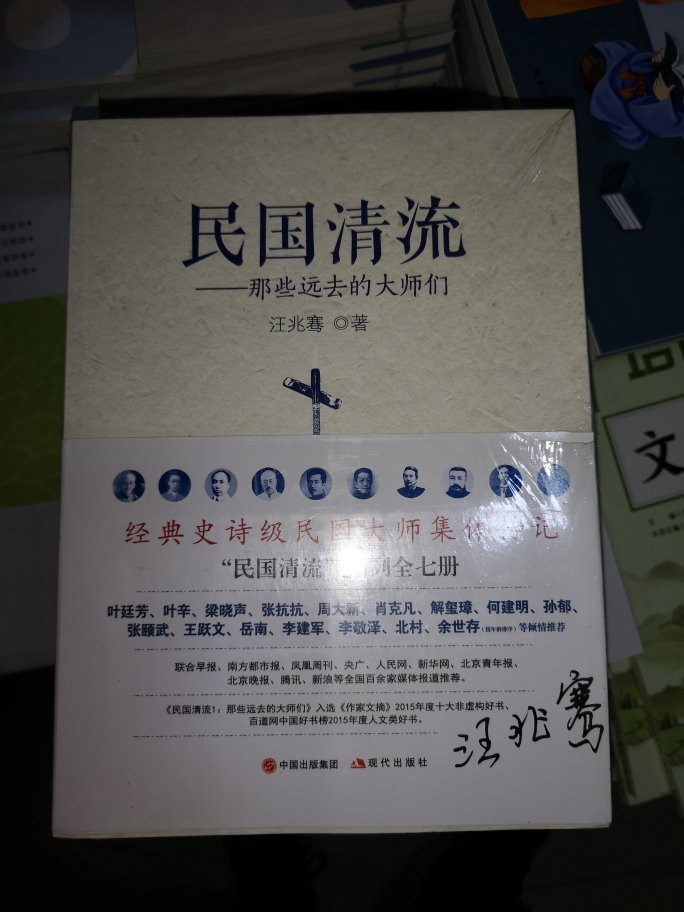 民国清流
——那些远去的大师们
汪兆骞 ◎著
经典史诗级民国大师集体记
“民国清流”列全七册
叶廷芳、叶辛、梁晓声、张抗抗、周大新、肖克凡、解玺璋、何建明、孙郁、
张颐武、王跃文、岳南、李建军、李敬泽、北村、余世存(按年龄排序)等倾情推荐
联合早报、南方都市报、凤凰周刊、央广、人民网、新华网、北京青年报、
北京晚报、腾讯、新浪等全国百余家媒体报道推荐。
《民国清流1：那些远去的大师们》入选《作家文摘》2015年度十大非虚构好书、
百道网中国好书榜2015年度人文类好书。
汪兆骞
中国出版集团 现代出版社
文